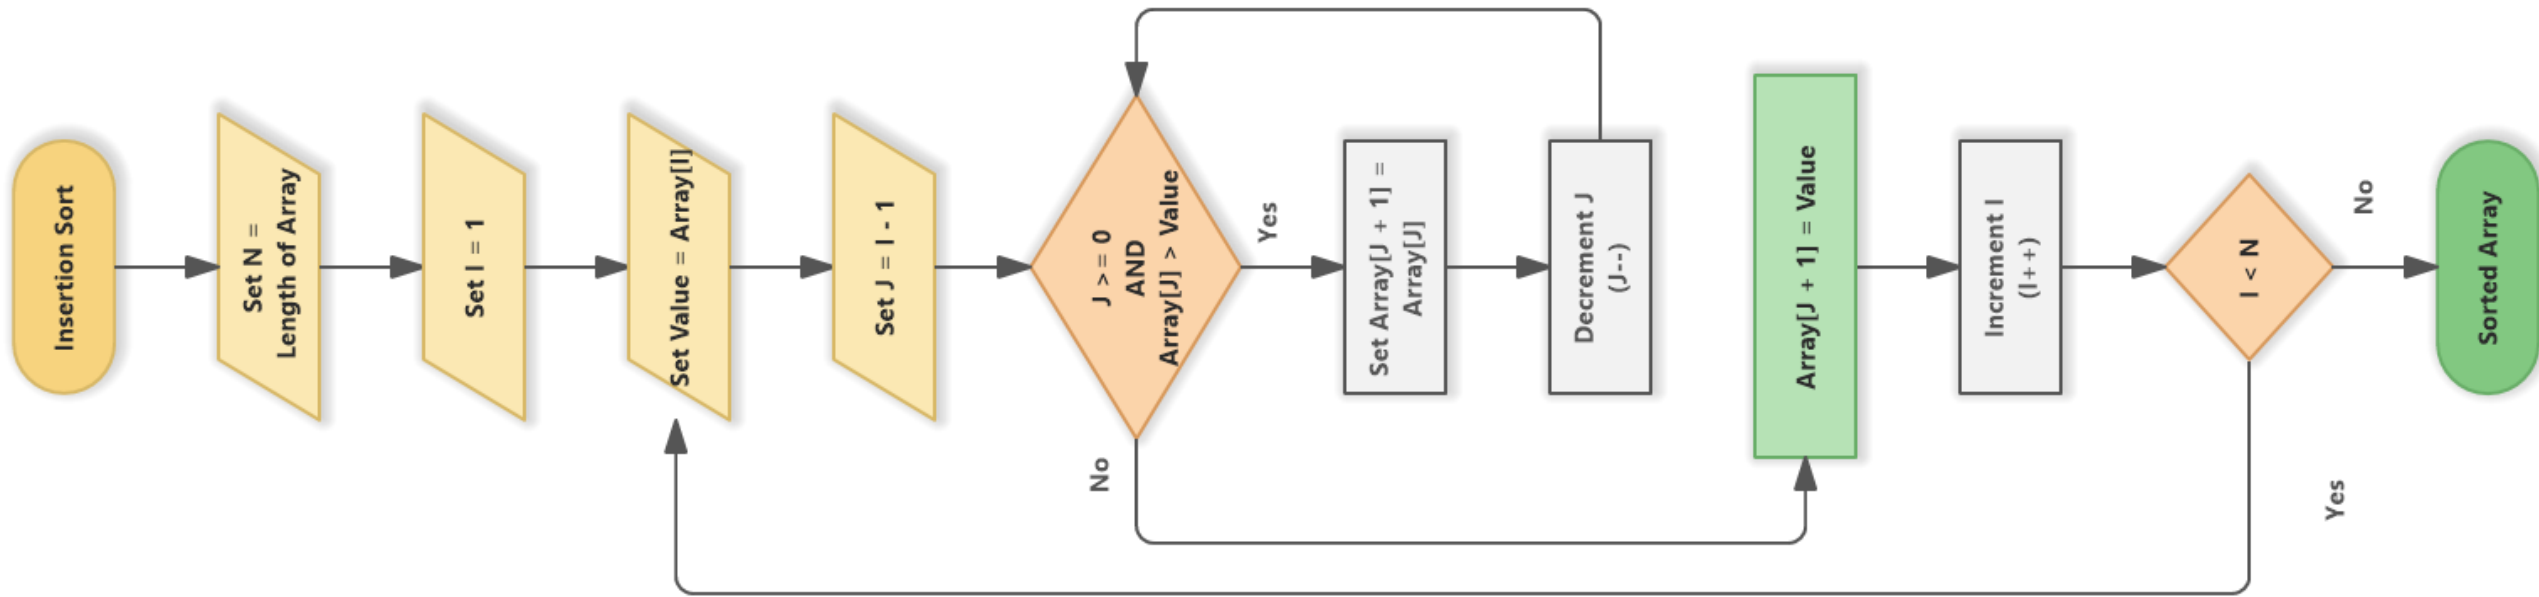 Insertion Sort
Set N =
Length of Array
Set I = 1
Set Value = Array[I]
Set J = I - 1
J >= 0
AND
Array[J] > Value
Yes
No
Set Array[J + 1] =
Array[J]
Decrement J
(J--)
Array[J + 1] = Value
Increment I
(I++)
I < N
No
Yes
Sorted Array